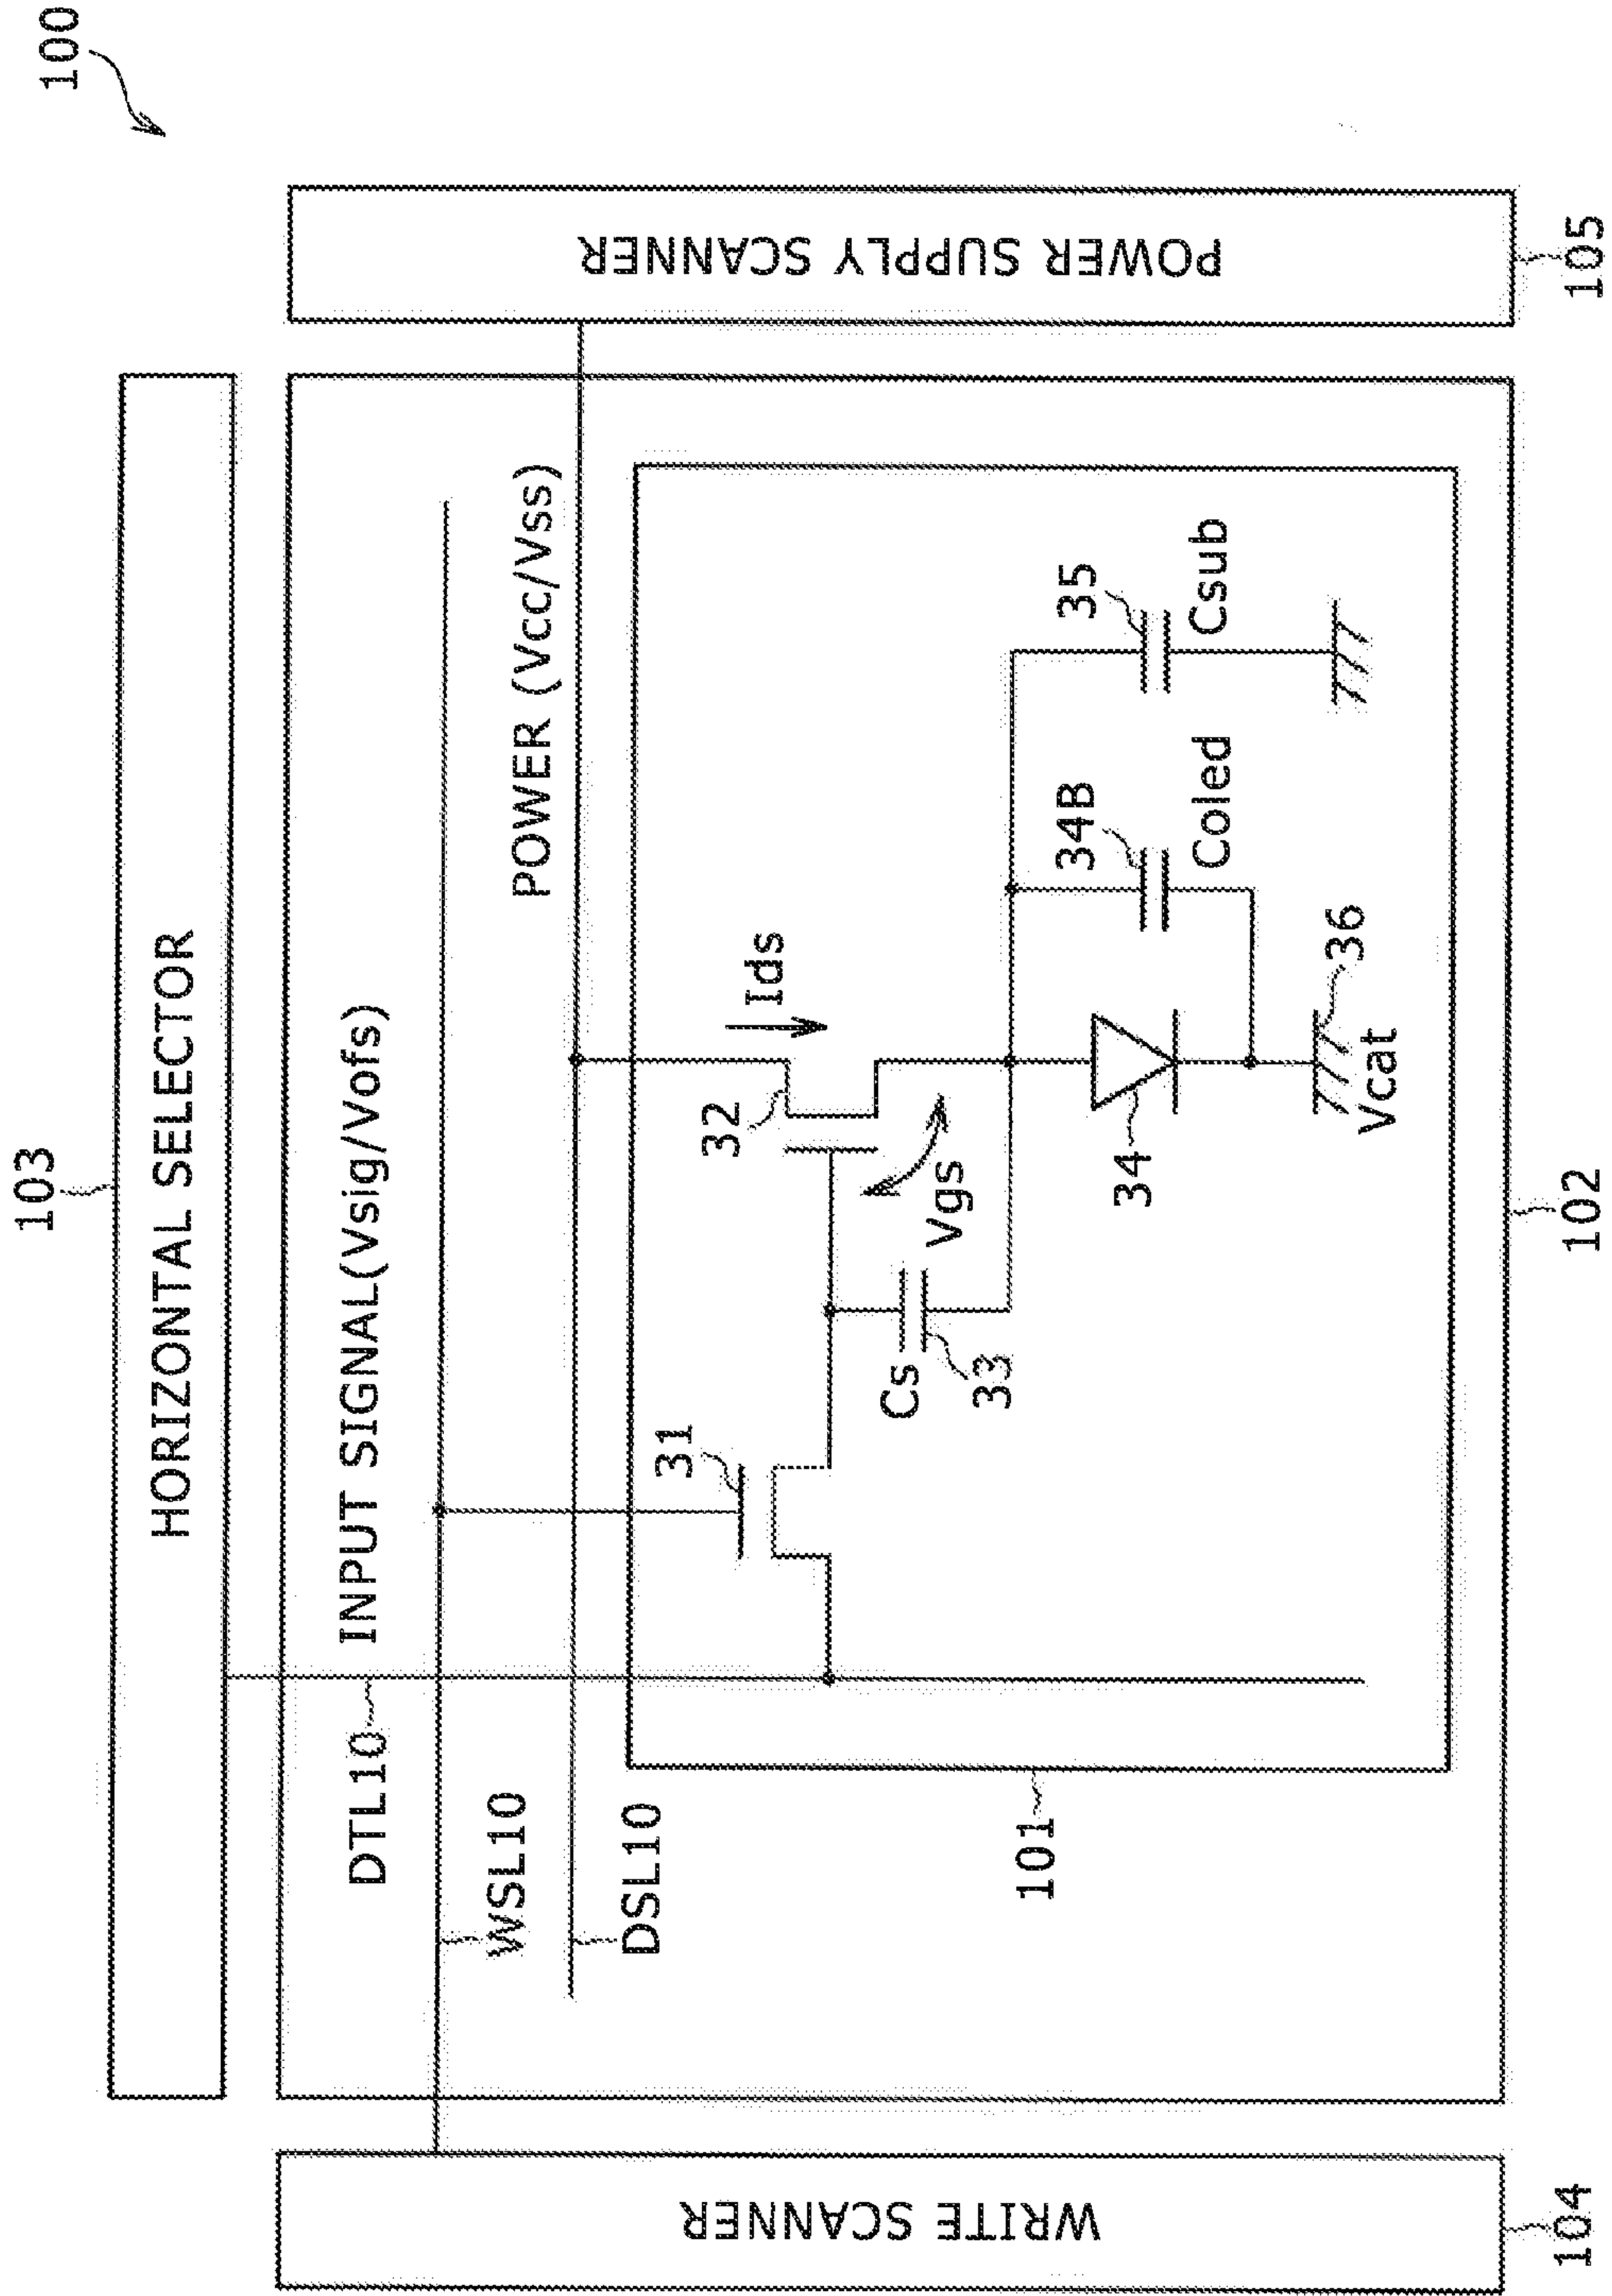 100
103
HORIZONTAL SELECTOR
INPUT SIGNAL(Vsig/Vofs)
DTL10
WSL10
POWER (Vcc/Vss)
DSL10
31
32
Ids
Cs
33
Vgs
34
34B
Coled
35
Csub
36
Vcat
101
WRITE SCANNER
POWER SUPPLY SCANNER
104
102
105